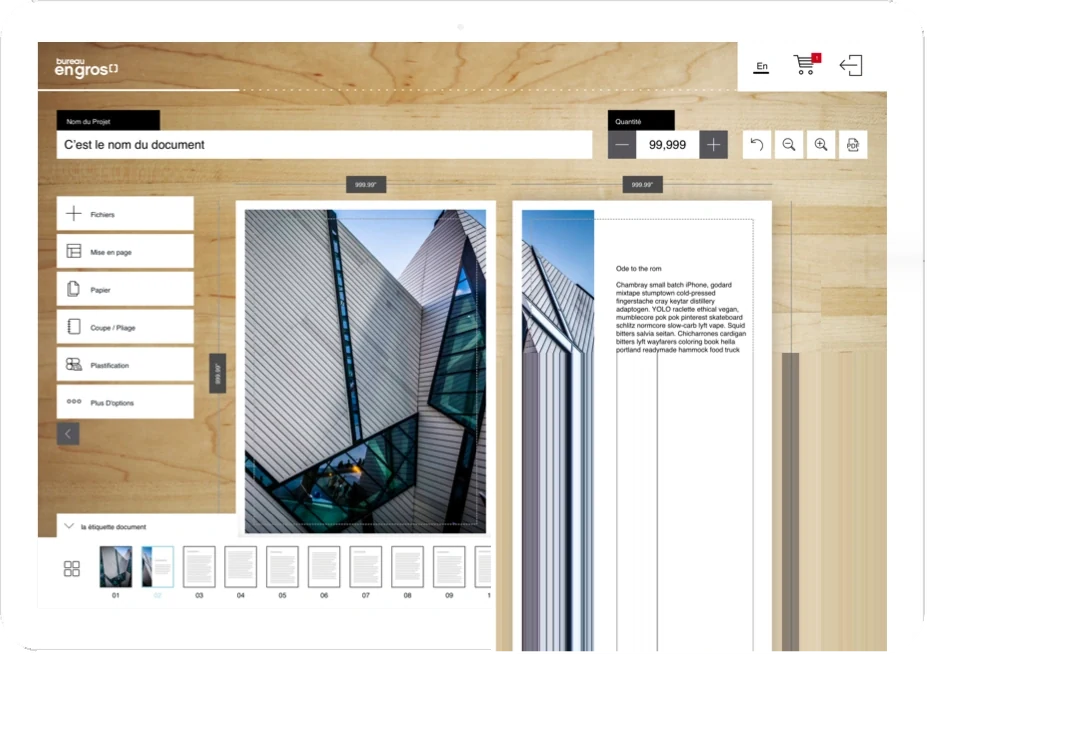 bureau
en gros
En
1
Nom du Projet
C'est le nom du document
Quantité
99,999
PDF
999.99"
999.99"
Fichiers
Mise en page
Papier
Coupe / Pliage
Plastification
Plus D'options
999.99"
Ode to the rom
Chambray small batch iPhone, godard
mixtape stumptown cold-pressed
fingerstache cray keytar distillery
adaptogen. YOLO raclette ethical vegan,
mumblecore pok pok pinterest skateboard
schlitz normcore slow-carb lyft vape. Squid
bitters salvia seitan. Chicharrones cardigan
bitters lyft wayfarers coloring book hella
portland readymade hammock food truck
la étiquette document
01
02
03
04
05
06
07
08
09
1